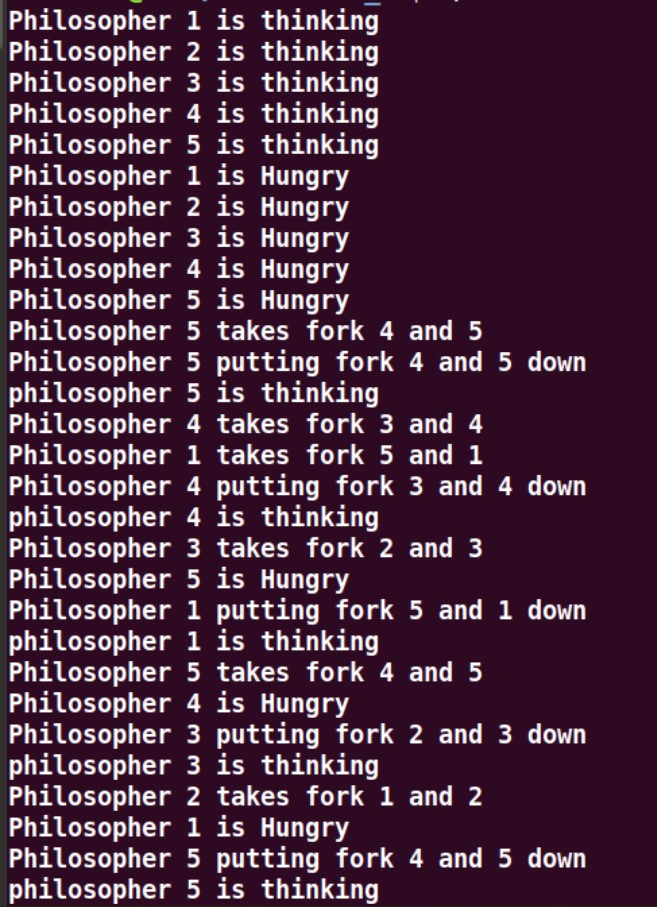 Philosopher 1 is thinking
Philosopher 2 is thinking
Philosopher 3 is thinking
Philosopher 4 is thinking
Philosopher 5 is thinking
Philosopher 1 is Hungry
Philosopher 2 is Hungry
Philosopher 3 is Hungry
Philosopher 4 is Hungry
Philosopher 5 is Hungry
Philosopher 5 takes fork 4 and 5
Philosopher 5 putting fork 4 and 5 down
philosopher 5 is thinking
Philosopher 4 takes fork 3 and 4
Philosopher 1 takes fork 5 and 1
Philosopher 4 putting fork 3 and 4 down
philosopher 4 is thinking
Philosopher 3 takes fork 2 and 3
Philosopher 5 is Hungry
Philosopher 1 putting fork 5 and 1 down
philosopher 1 is thinking
Philosopher 5 takes fork 4 and 5
Philosopher 4 is Hungry
Philosopher 3 putting fork 2 and 3 down
philosopher 3 is thinking
Philosopher 2 takes fork 1 and 2
Philosopher 1 is Hungry
Philosopher 5 putting fork 4 and 5 down
philosopher 5 is thinking